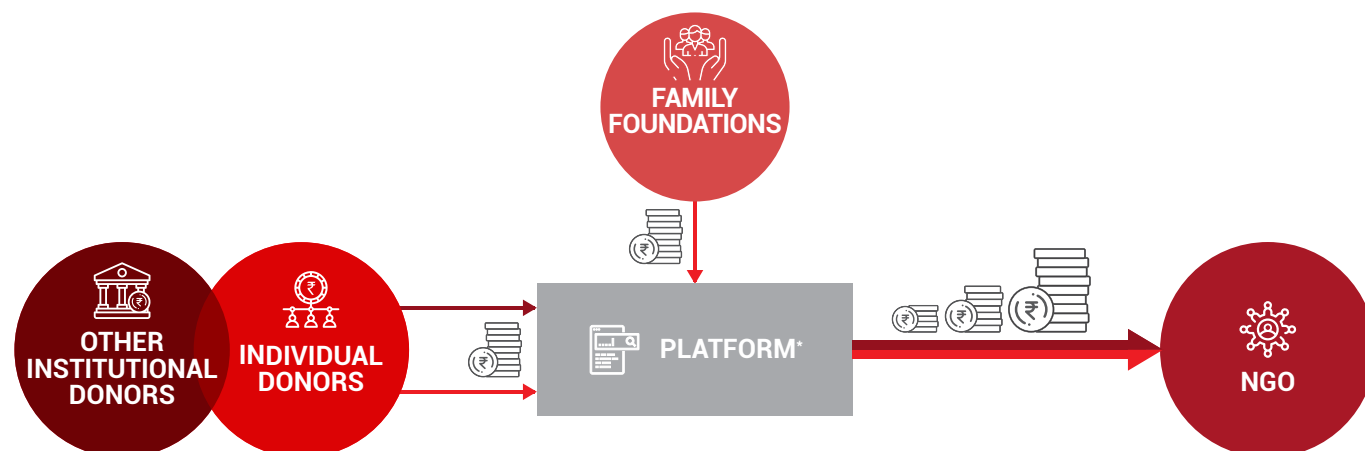 FAMILY
FOUNDATIONS
OTHER
INSTITUTIONAL
DONORS
INDIVIDUAL
DONORS
PLATFORM*
NGO
₹
₹
₹
₹
₹
₹
₹